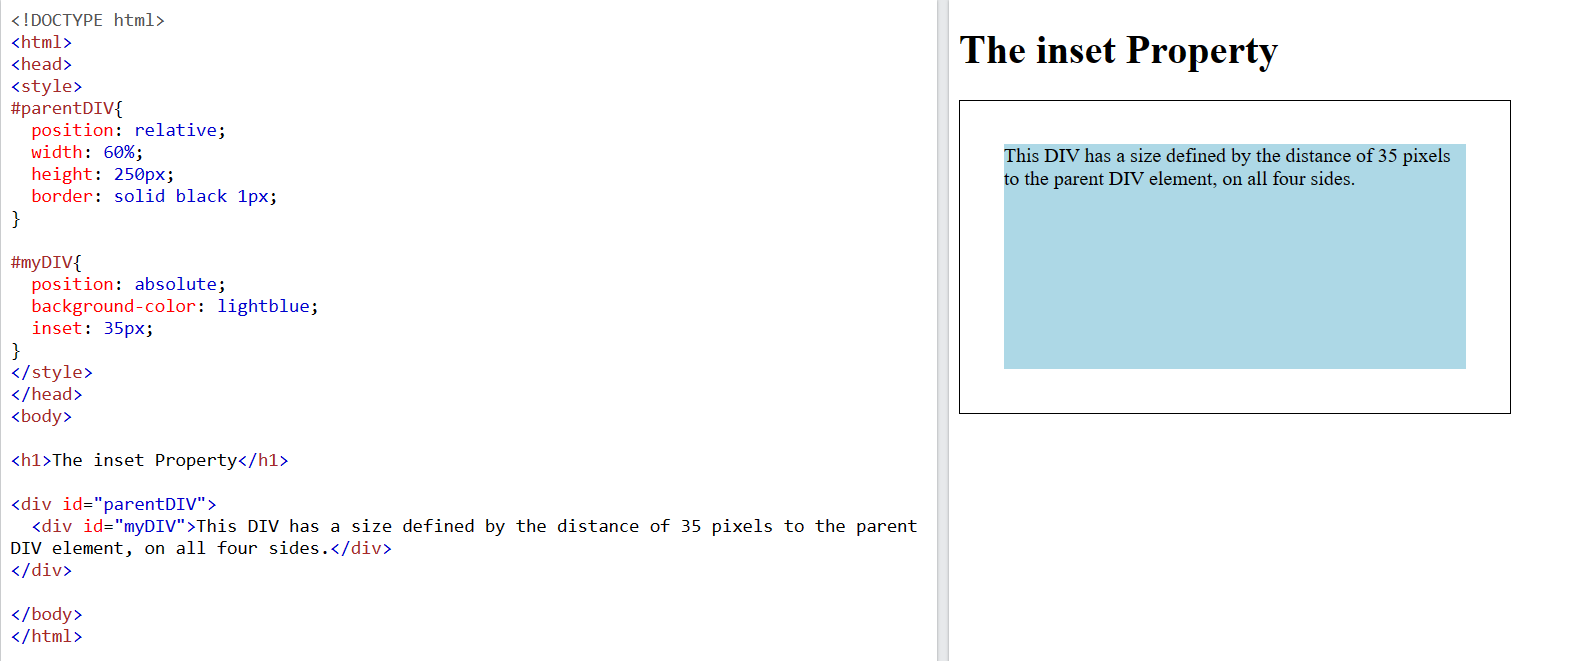 <!DOCTYPE html>
<html>
<head>
<style>
#parentDIV{
  position: relative;
  width: 60%;
  height: 250px;
  border: solid black 1px;
}

#myDIV{
  position: absolute;
  background-color: lightblue;
  inset: 35px;
}
</style>
</head>
<body>

<h1>The inset Property</h1>

<div id="parentDIV">
  <div id="myDIV">This DIV has a size defined by the distance of 35 pixels to the parent
DIV element, on all four sides.</div>
</div>

</body>
</html>
The inset Property
This DIV has a size defined by the distance of 35 pixels
to the parent DIV element, on all four sides.